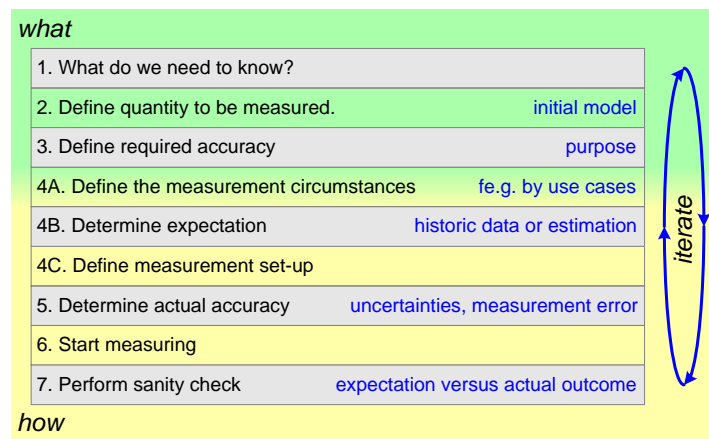 what
1. What do we need to know?
2. Define quantity to be measured. initial model
3. Define required accuracy purpose
4A. Define the measurement circumstances fe.g. by use cases
4B. Determine expectation historic data or estimation
4C. Define measurement set-up
5. Determine actual accuracy uncertainties, measurement error
6. Start measuring
7. Perform sanity check expectation versus actual outcome
how
iterate